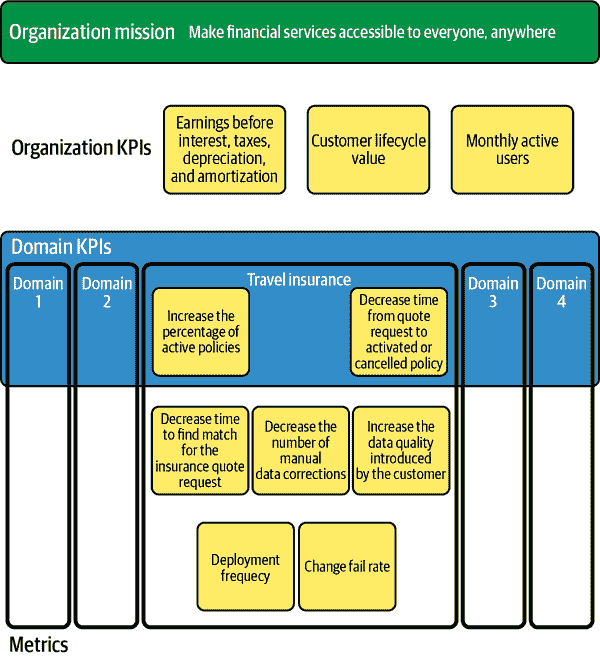 Organization mission Make financial services accessible to everyone, anywhere
Organization KPIs
Earnings before
interest, taxes,
depreciation,
and amortization
Customer lifecycle
value
Monthly active
users
Domain KPIs
Domain
1
Domain
2
Travel insurance
Domain
3
Domain
4
Increase the
percentage of
active policies
Decrease time
from quote
request to
activated or
cancelled policy
Decrease time
to find match
for the
insurance quote
request
Decrease the
number of
manual
data corrections
Increase the
data quality
introduced
by the customer
Deployment
frequecy
Change fail rate
Metrics